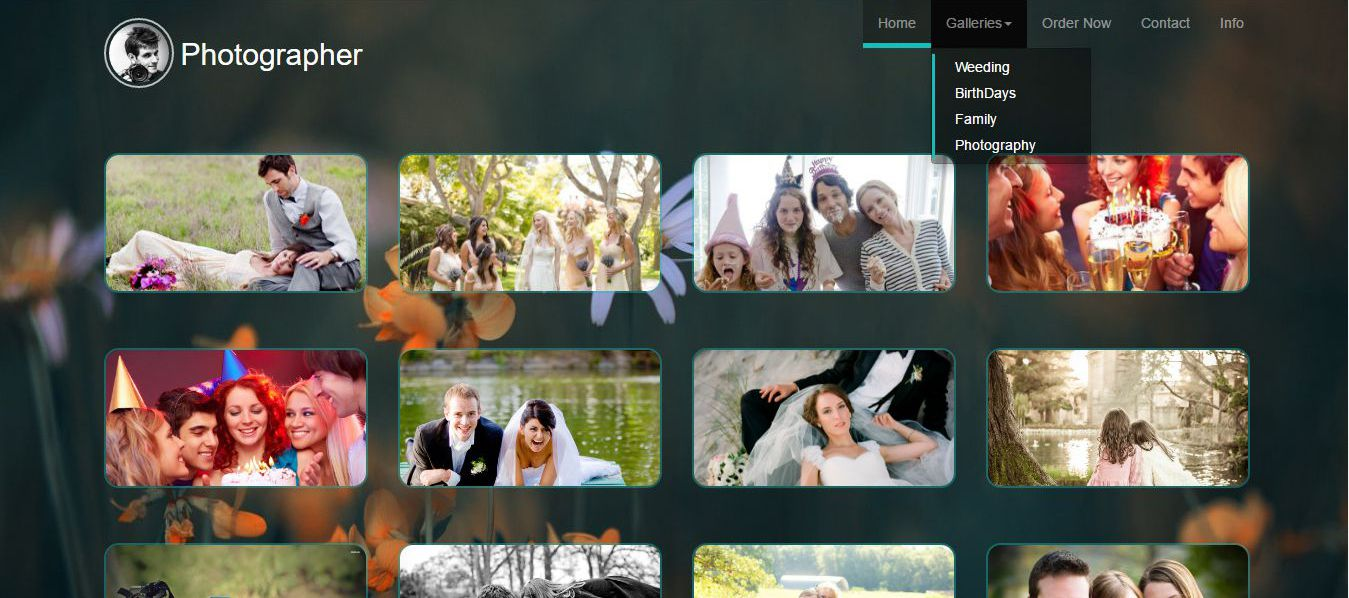 Photographer
Home Galleries Order Now Contact Info
Weeding
BirthDays
Family
Photography